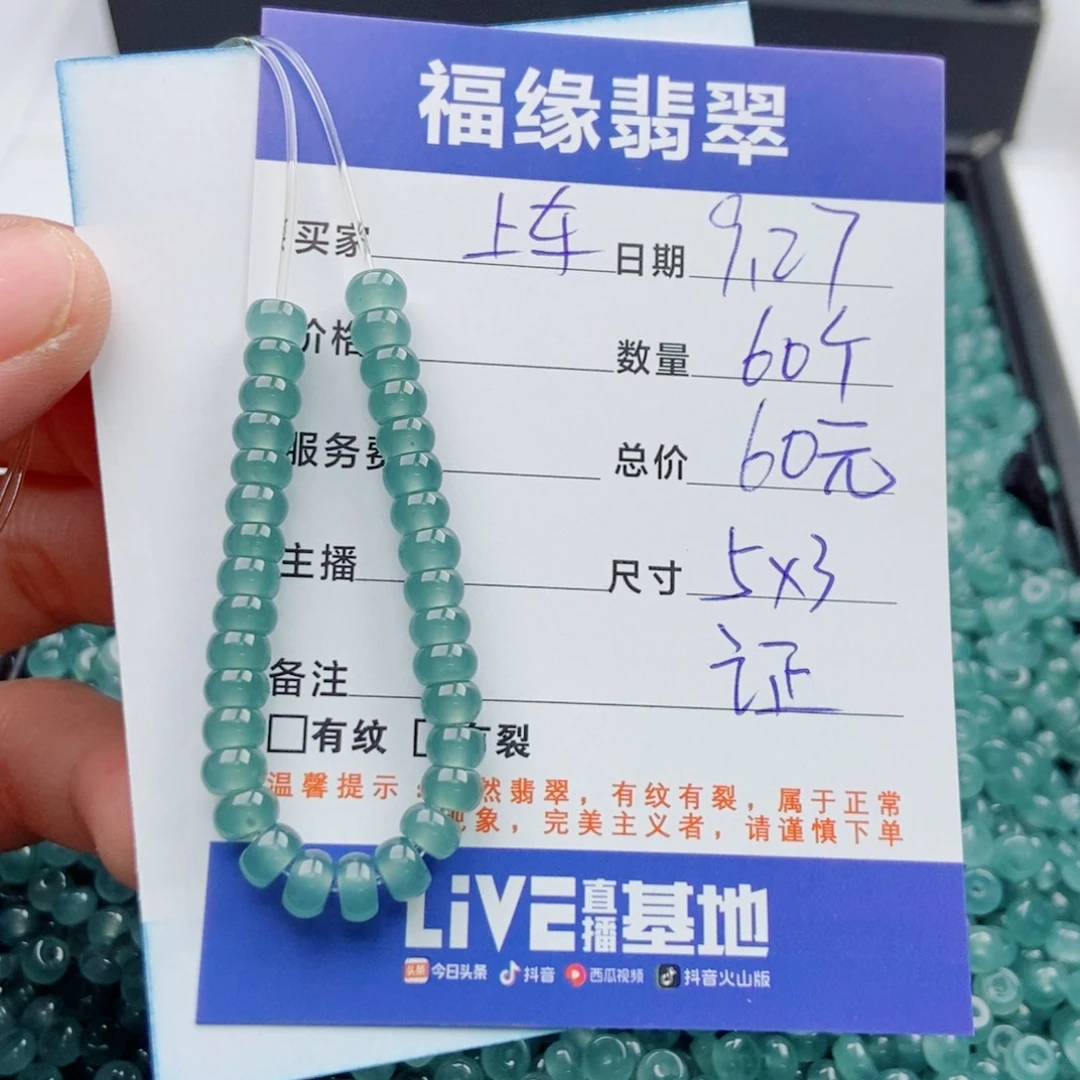 福缘翡翠
买家 上车 日期 9.27
价格 数量 60个
服务费 总价 60元
主播 尺寸 5x3
证
备注
有纹 有裂
温馨提示：天然翡翠，有纹有裂，属于正常
现象，完美主义者，请谨慎下单
LiVE直播基地
头条 今日头条 抖音 西瓜视频 抖音火山版